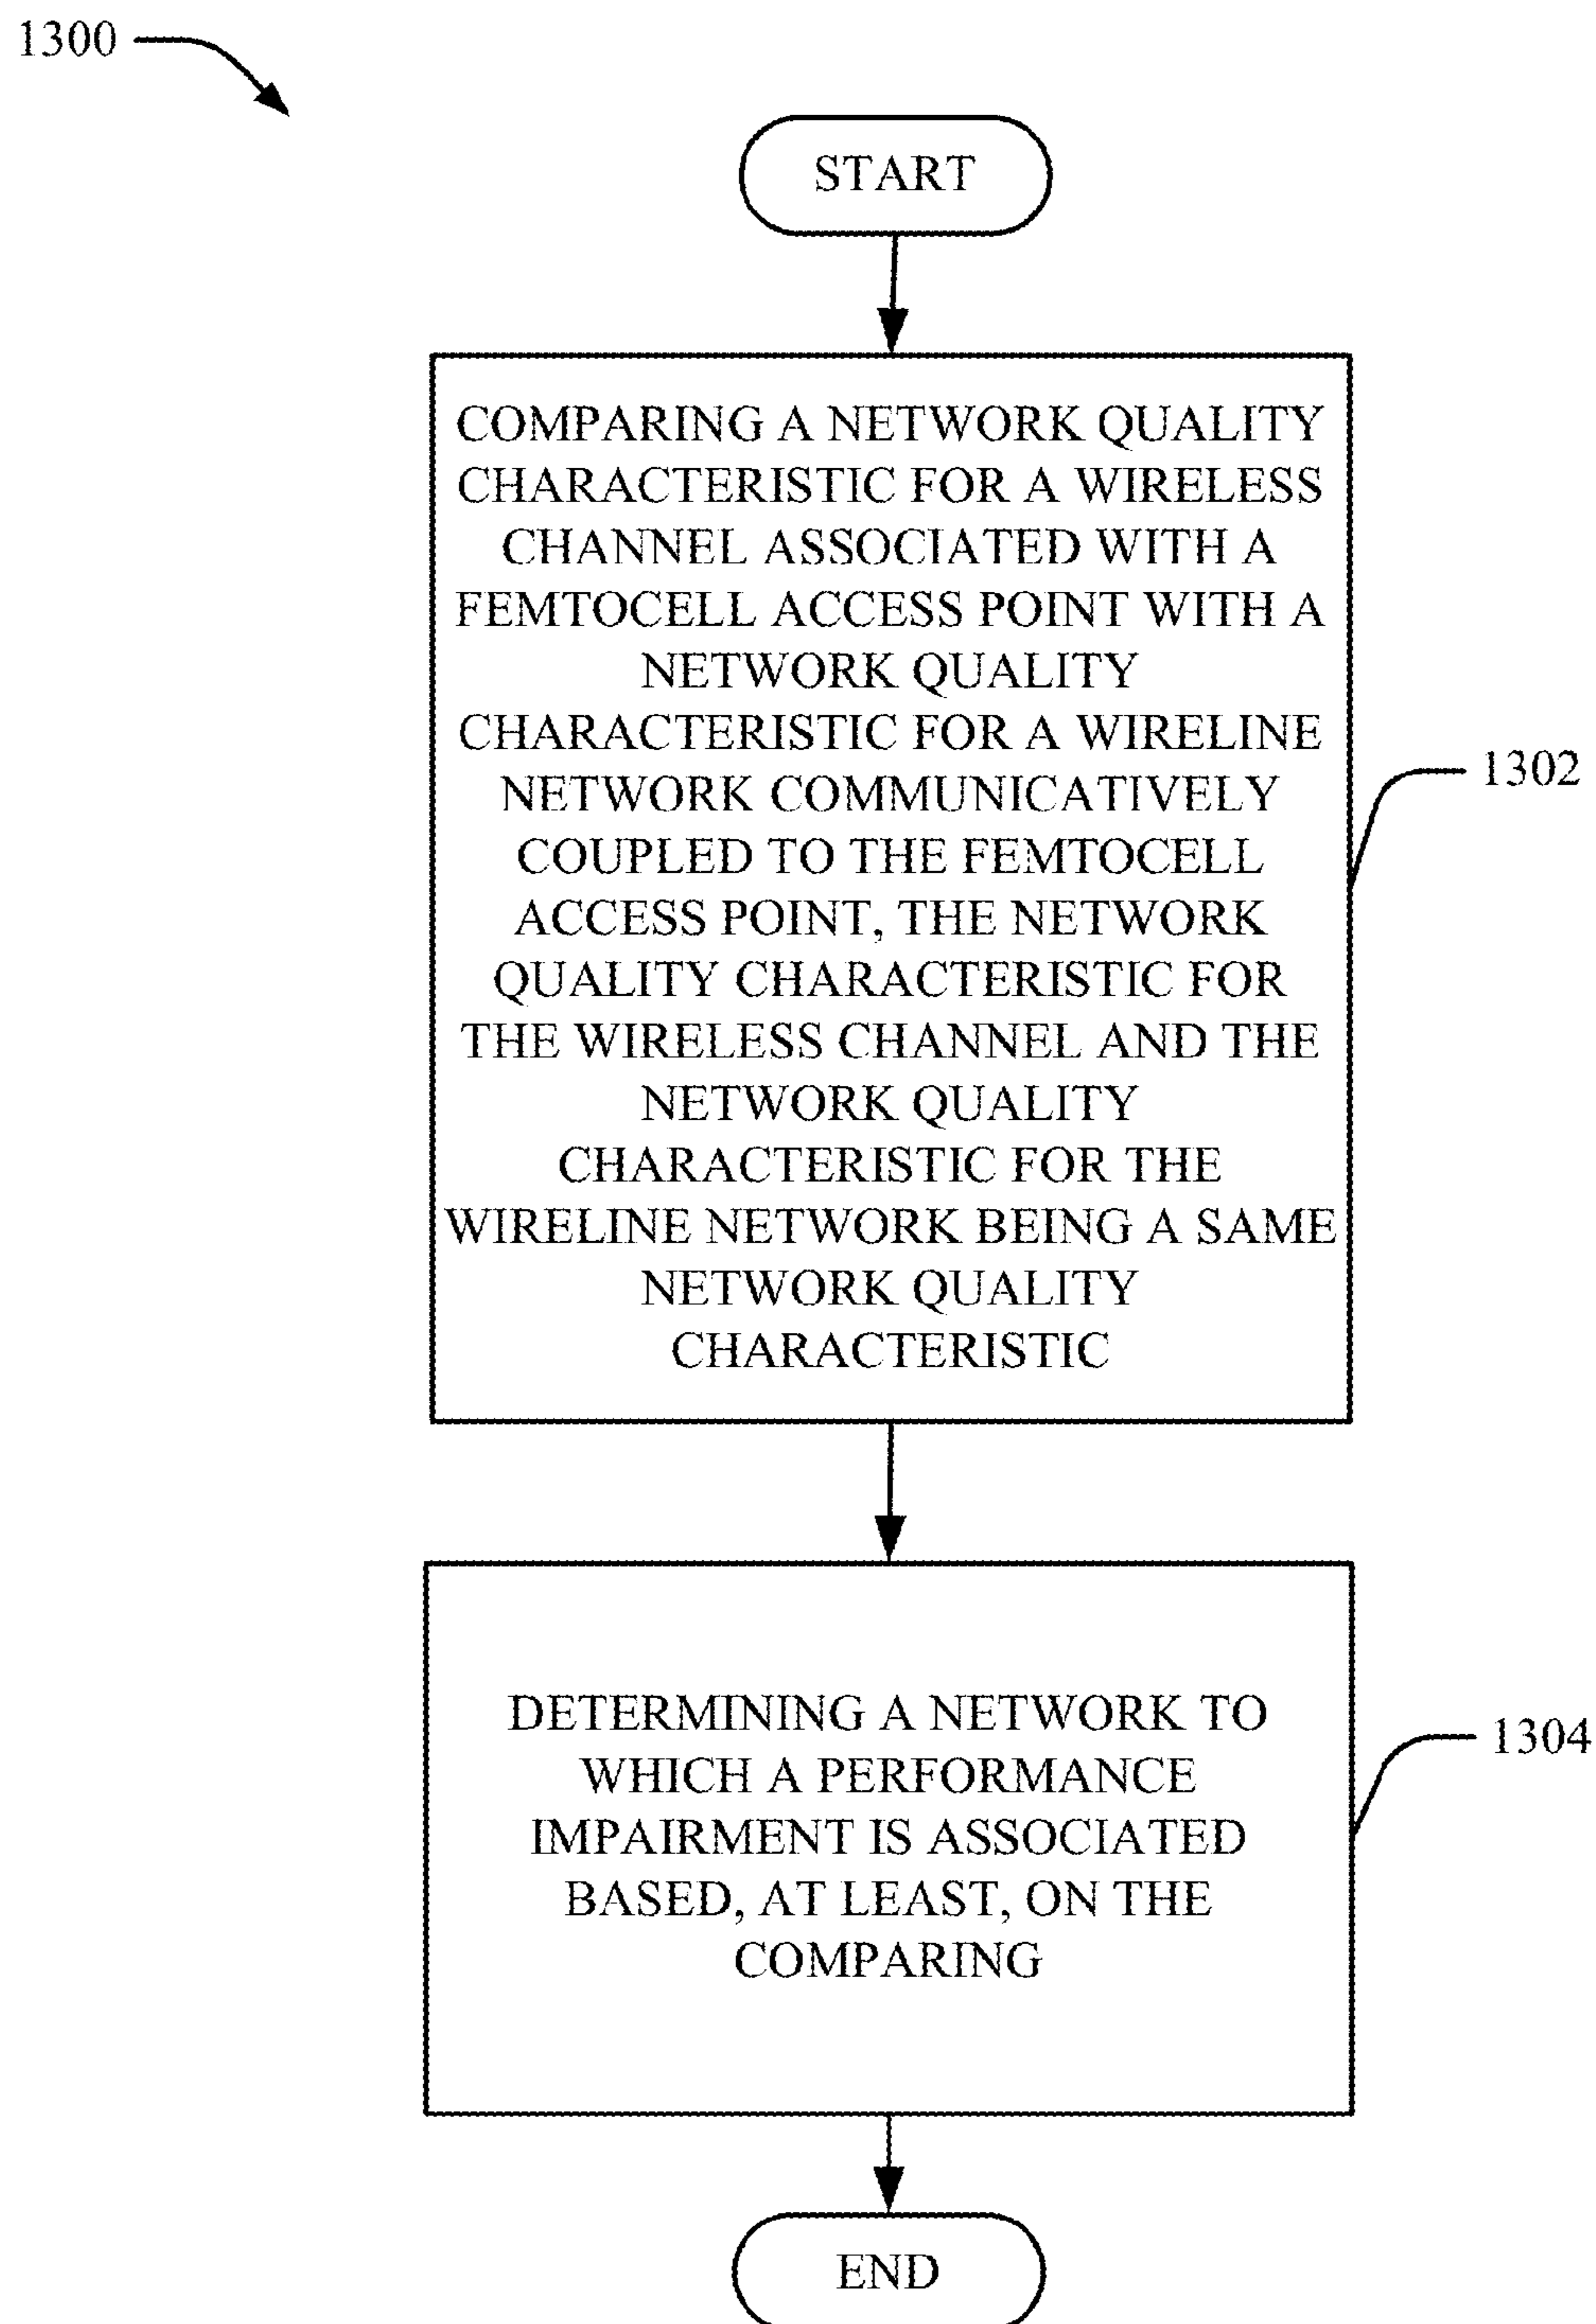 1300
START
COMPARING A NETWORK QUALITY
CHARACTERISTIC FOR A WIRELESS
CHANNEL ASSOCIATED WITH A
FEMTOCELL ACCESS POINT WITH A
NETWORK QUALITY
CHARACTERISTIC FOR A WIRELINE
NETWORK COMMUNICATIVELY
COUPLED TO THE FEMTOCELL
ACCESS POINT, THE NETWORK
QUALITY CHARACTERISTIC FOR
THE WIRELESS CHANNEL AND THE
NETWORK QUALITY
CHARACTERISTIC FOR THE
WIRELINE NETWORK BEING A SAME
NETWORK QUALITY
CHARACTERISTIC
1302
DETERMINING A NETWORK TO
WHICH A PERFORMANCE
IMPAIRMENT IS ASSOCIATED
BASED, AT LEAST, ON THE
COMPARING
1304
END